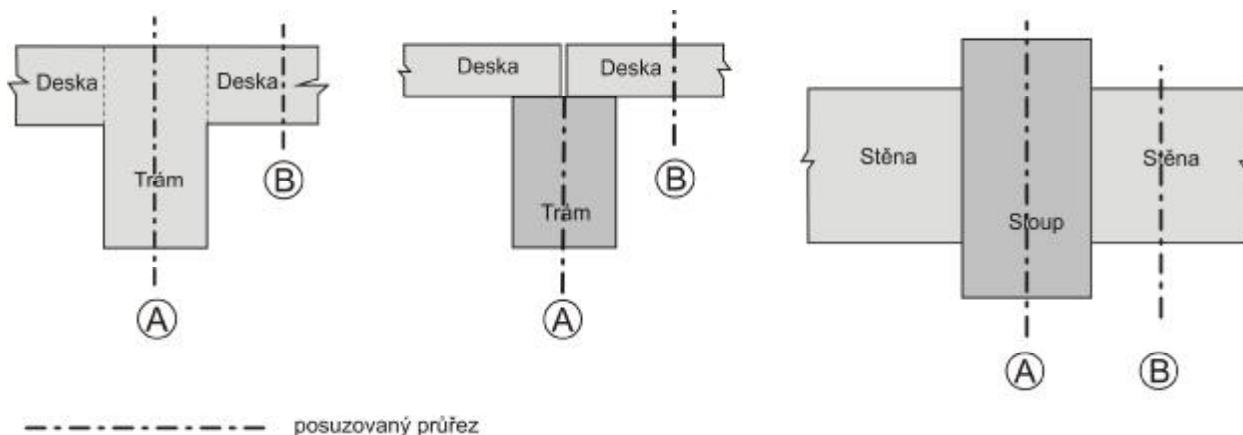 Deska
Deska
Trám
B
A
Deska
Deska
B
Trám
A
Stěna
Stěna
Sloup
A
B
posuzovaný průřez